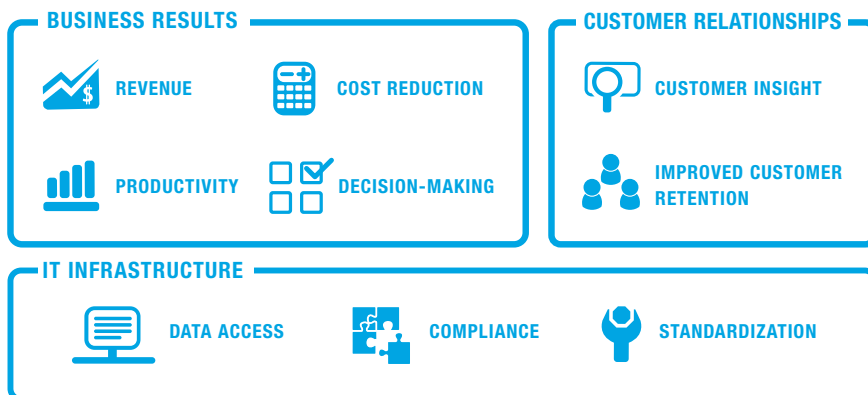 BUSINESS RESULTS
REVENUE
$
COST REDUCTION
PRODUCTIVITY
DECISION-MAKING
CUSTOMER RELATIONSHIPS
CUSTOMER INSIGHT
IMPROVED CUSTOMER
RETENTION
IT INFRASTRUCTURE
DATA ACCESS
COMPLIANCE
STANDARDIZATION